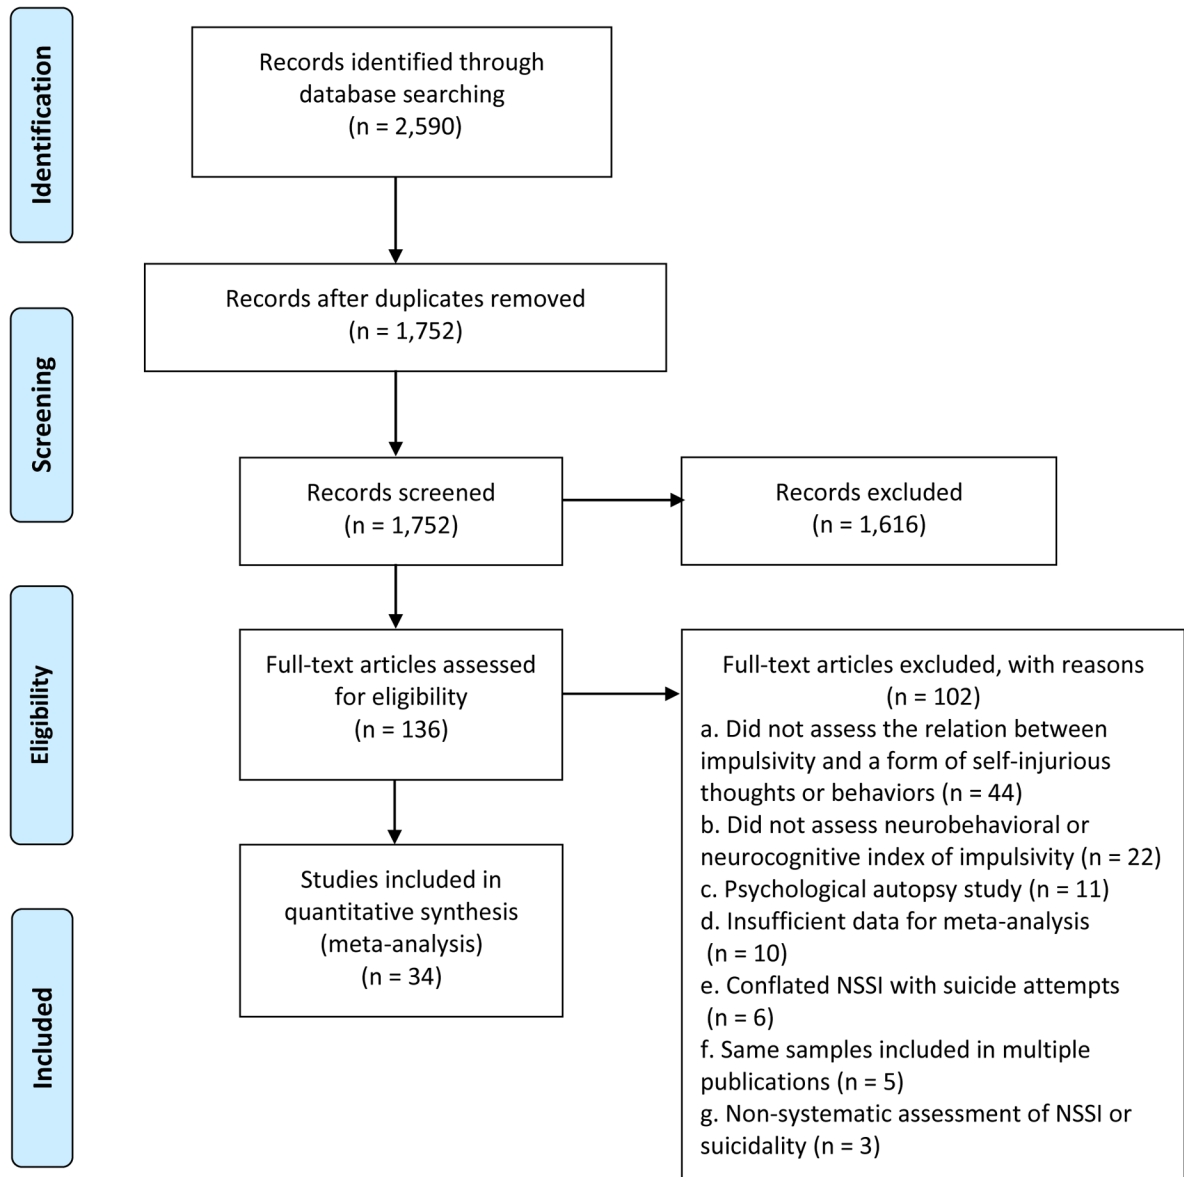 Identification
Records identified through
database searching
(n = 2,590)
Records after duplicates removed
(n = 1,752)
Screening
Records screened
(n = 1,752)
Records excluded
(n = 1,616)
Eligibility
Full-text articles assessed
for eligibility
(n = 136)
Full-text articles excluded, with reasons
(n = 102)
a. Did not assess the relation between
impulsivity and a form of self-injurious
thoughts or behaviors (n = 44)
b. Did not assess neurobehavioral or
neurocognitive index of impulsivity (n = 22)
c. Psychological autopsy study (n = 11)
d. Insufficient data for meta-analysis
(n = 10)
e. Conflated NSSI with suicide attempts
(n = 6)
f. Same samples included in multiple
publications (n = 5)
g. Non-systematic assessment of NSSI or
suicidality (n = 3)
Included
Studies included in
quantitative synthesis
(meta-analysis)
(n = 34)